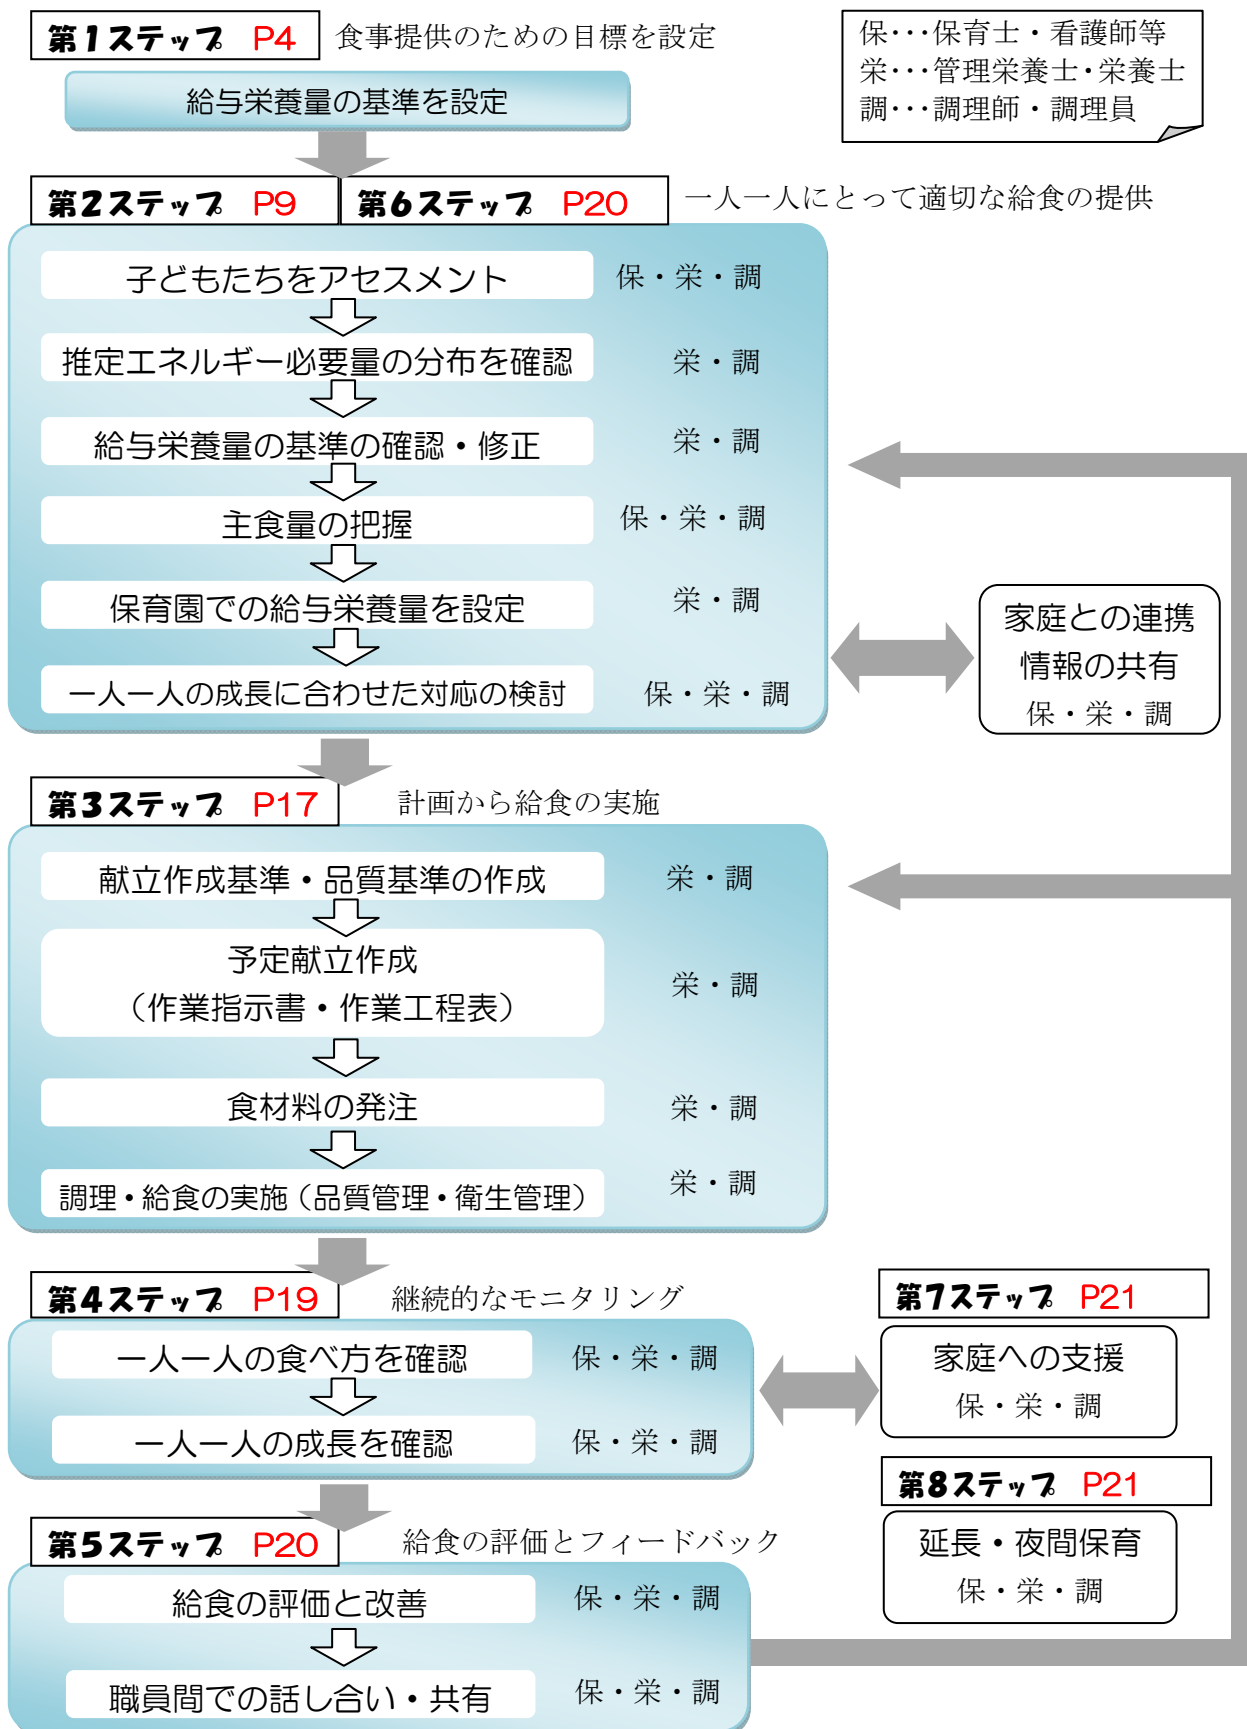 第1ステップ P4 食事提供のための目標を設定
保･･･保育士・看護師等
栄･･･管理栄養士･栄養士
調･･･調理師・調理員
給与栄養量の基準を設定
第2ステップ P9 第6ステップ P20 一人一人にとって適切な給食の提供
子どもたちをアセスメント 保・栄・調
推定エネルギー必要量の分布を確認 栄・調
給与栄養量の基準の確認・修正 栄・調
主食量の把握 保・栄・調
保育園での給与栄養量を設定 栄・調
一人一人の成長に合わせた対応の検討 保・栄・調
家庭との連携
情報の共有
保・栄・調
第3ステップ P17 計画から給食の実施
献立作成基準・品質基準の作成 栄・調
予定献立作成
（作業指示書・作業工程表） 栄・調
食材料の発注 栄・調
調理・給食の実施（品質管理・衛生管理） 栄・調
第4ステップ P19 継続的なモニタリング
一人一人の食べ方を確認 保・栄・調
一人一人の成長を確認 保・栄・調
第7ステップ P21
家庭への支援
保・栄・調
第8ステップ P21
延長・夜間保育
保・栄・調
第5ステップ P20 給食の評価とフィードバック
給食の評価と改善 保・栄・調
職員間での話し合い・共有 保・栄・調